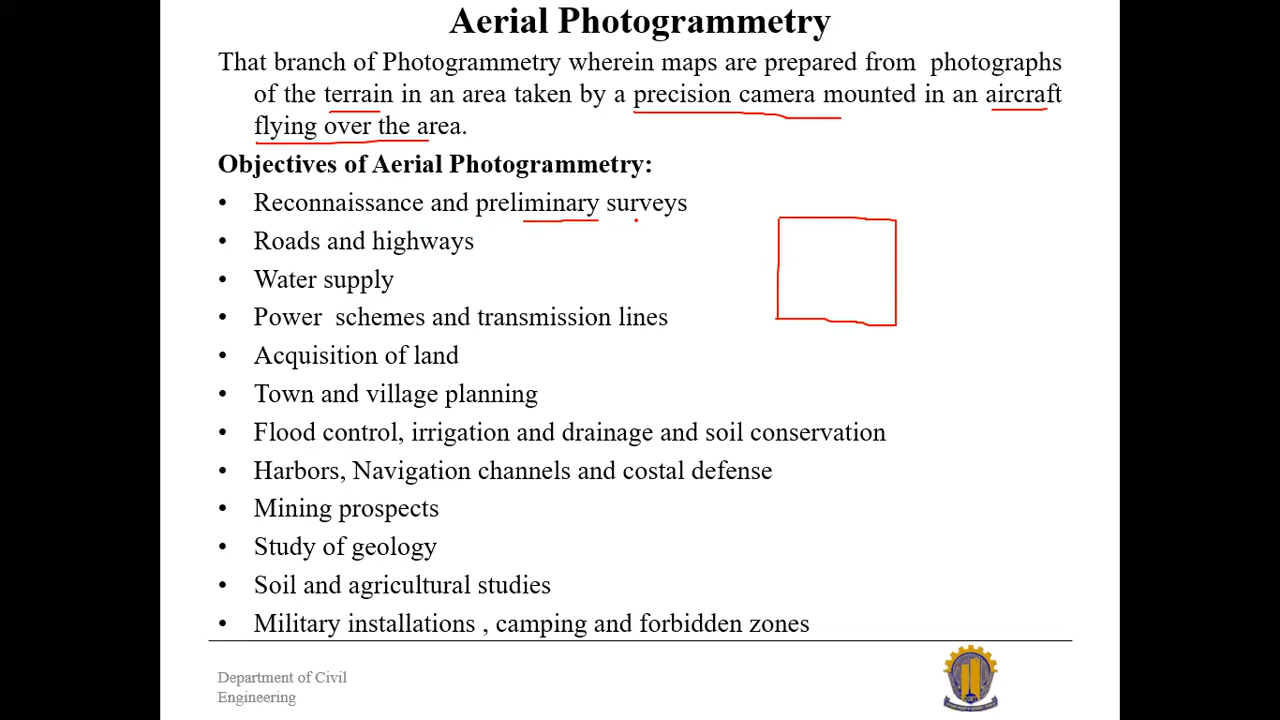 Aerial Photogrammetry
That branch of Photogrammetry wherein maps are prepared from photographs
of the terrain in an area taken by a precision camera mounted in an aircraft
flying over the area.
Objectives of Aerial Photogrammetry:
• Reconnaissance and preliminary surveys
• Roads and highways
• Water supply
• Power schemes and transmission lines
• Acquisition of land
• Town and village planning
• Flood control, irrigation and drainage and soil conservation
• Harbors, Navigation channels and costal defense
• Mining prospects
• Study of geology
• Soil and agricultural studies
• Military installations , camping and forbidden zones
Department of Civil
Engineering